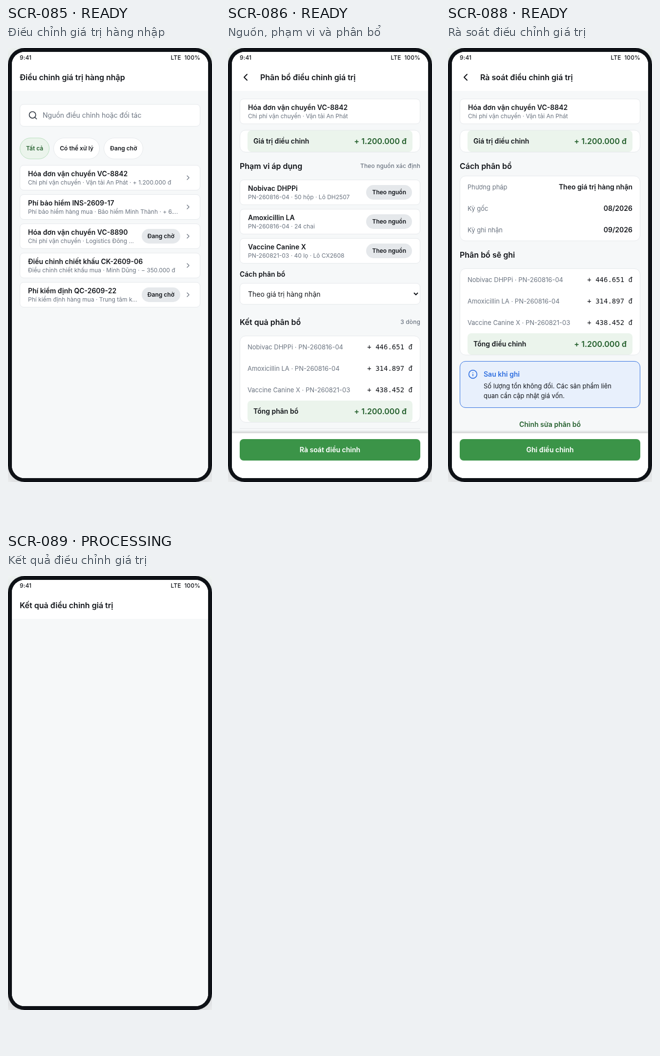 SCR-085 · READY
Điều chỉnh giá trị hàng nhập
9:41
LTE 100%
Điều chỉnh giá trị hàng nhập
Nguồn điều chỉnh hoặc đối tác
Tất cả
Có thể xử lý
Đang chờ
Hóa đơn vận chuyển VC-8842
Chi phí vận chuyển · Vận tải An Phát · + 1.200.000 đ
Phí bảo hiểm INS-2609-17
Phí bảo hiểm hàng mua · Bảo hiểm Minh Thành · + 6...
Hóa đơn vận chuyển VC-8890
Chi phí vận chuyển · Logistics Đông ...
Đang chờ
Điều chỉnh chiết khấu CK-2609-06
Điều chỉnh chiết khấu mua · Minh Dũng · − 350.000 đ
Phí kiểm định QC-2609-22
Phí kiểm định hàng mua · Trung tâm k...
Đang chờ
SCR-086 · READY
Nguồn, phạm vi và phân bổ
9:41
LTE 100%
Phân bổ điều chỉnh giá trị
Hóa đơn vận chuyển VC-8842
Chi phí vận chuyển · Vận tải An Phát
Giá trị điều chỉnh
+ 1.200.000 đ
Phạm vi áp dụng
Theo nguồn xác định
Nobivac DHPPi
PN-260816-04 · 50 hộp · Lô DH2507
Theo nguồn
Amoxicillin LA
PN-260816-04 · 24 chai
Theo nguồn
Vaccine Canine X
PN-260821-03 · 40 lọ · Lô CX2608
Theo nguồn
Cách phân bổ
Theo giá trị hàng nhận
Kết quả phân bổ
3 dòng
Nobivac DHPPi · PN-260816-04
+ 446.651 đ
Amoxicillin LA · PN-260816-04
+ 314.897 đ
Vaccine Canine X · PN-260821-03
+ 438.452 đ
Tổng phân bổ
+ 1.200.000 đ
Rà soát điều chỉnh
SCR-088 · READY
Rà soát điều chỉnh giá trị
9:41
LTE 100%
Rà soát điều chỉnh giá trị
Hóa đơn vận chuyển VC-8842
Chi phí vận chuyển · Vận tải An Phát
Giá trị điều chỉnh
+ 1.200.000 đ
Cách phân bổ
Phương pháp
Theo giá trị hàng nhận
Kỳ gốc
08/2026
Kỳ ghi nhận
09/2026
Phân bổ sẽ ghi
Nobivac DHPPi · PN-260816-04
+ 446.651 đ
Amoxicillin LA · PN-260816-04
+ 314.897 đ
Vaccine Canine X · PN-260821-03
+ 438.452 đ
Tổng điều chỉnh
+ 1.200.000 đ
Sau khi ghi
Số lượng tồn không đổi. Các sản phẩm liên
quan cần cập nhật giá vốn.
Chỉnh sửa phân bổ
Ghi điều chỉnh
SCR-089 · PROCESSING
Kết quả điều chỉnh giá trị
9:41
LTE 100%
Kết quả điều chỉnh giá trị